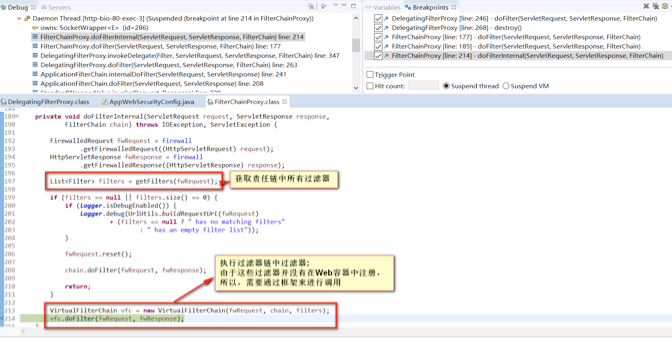 Debug
Servers
Daemon Thread [http-bio-80-exec-3] (Suspended (breakpoint at line 214 in FilterChainProxy))
owns: SocketWrapper<E> (id=286)
FilterChainProxy.doFilterInternal(ServletRequest, ServletResponse, FilterChain) line: 214
FilterChainProxy.doFilter(ServletRequest, ServletResponse, FilterChain) line: 177
DelegatingFilterProxy.invokeDelegate(Filter, ServletRequest, ServletResponse, FilterChain) line: 347
DelegatingFilterProxy.doFilter(ServletRequest, ServletResponse, FilterChain) line: 263
ApplicationFilterChain.internalDoFilter(ServletRequest, ServletResponse) line: 241
ApplicationFilterChain.doFilter(ServletRequest, ServletResponse) line: 208
Variables
Breakpoints
DelegatingFilterProxy [line: 246] - doFilter(ServletRequest, ServletResponse, FilterChain)
DelegatingFilterProxy [line: 268] - destroy()
FilterChainProxy [line: 177] - doFilter(ServletRequest, ServletResponse, FilterChain)
FilterChainProxy [line: 185] - doFilter(ServletRequest, ServletResponse, FilterChain)
FilterChainProxy [line: 214] - doFilterInternal(ServletRequest, ServletResponse, FilterChain)
Trigger Point
Hit count:
Suspend thread
Suspend VM
DelegatingFilterProxy.class
AppWebSecurityConfig.java
FilterChainProxy.class
189 private void doFilterInternal(ServletRequest request, ServletResponse response,
190 FilterChain chain) throws IOException, ServletException {
191
192 FirewalledRequest fwRequest = firewall
193 .getFirewalledRequest((HttpServletRequest) request);
194 HttpServletResponse fwResponse = firewall
195 .getFirewalledResponse((HttpServletResponse) response);
196
197 List<Filter> filters = getFilters(fwRequest);
获取责任链中所有过滤器
198
199 if (filters == null || filters.size() == 0) {
200 if (logger.isDebugEnabled()) {
201 logger.debug(UrlUtils.buildRequestUrl(fwRequest)
202 + (filters == null ? " has no matching filters"
203 : " has an empty filter list"));
204 }
205
206 fwRequest.reset();
207
208 chain.doFilter(fwRequest, fwResponse);
209
210 return;
211 }
执行过滤器链中过滤器;
由于这些过滤器并没有在Web容器中注册,
所以，需要通过框架来进行调用
212
213 VirtualFilterChain vfc = new VirtualFilterChain(fwRequest, chain, filters);
214 vfc.doFilter(fwRequest, fwResponse);